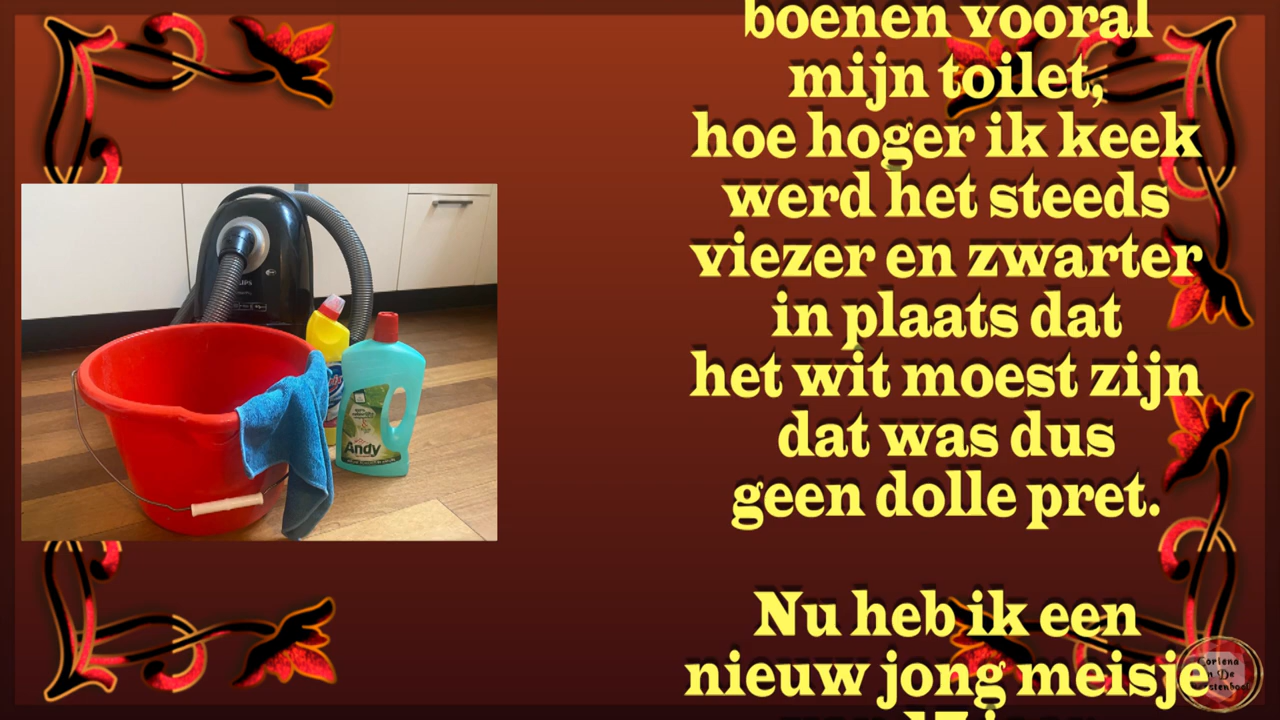 boenen vooral
mijn toilet,
hoe hoger ik keek
werd het steeds
viezer en zwarter
in plaats dat
het wit moest zijn
dat was dus
geen dolle pret.
Nu heb ik een
nieuw jong meisje
Andy